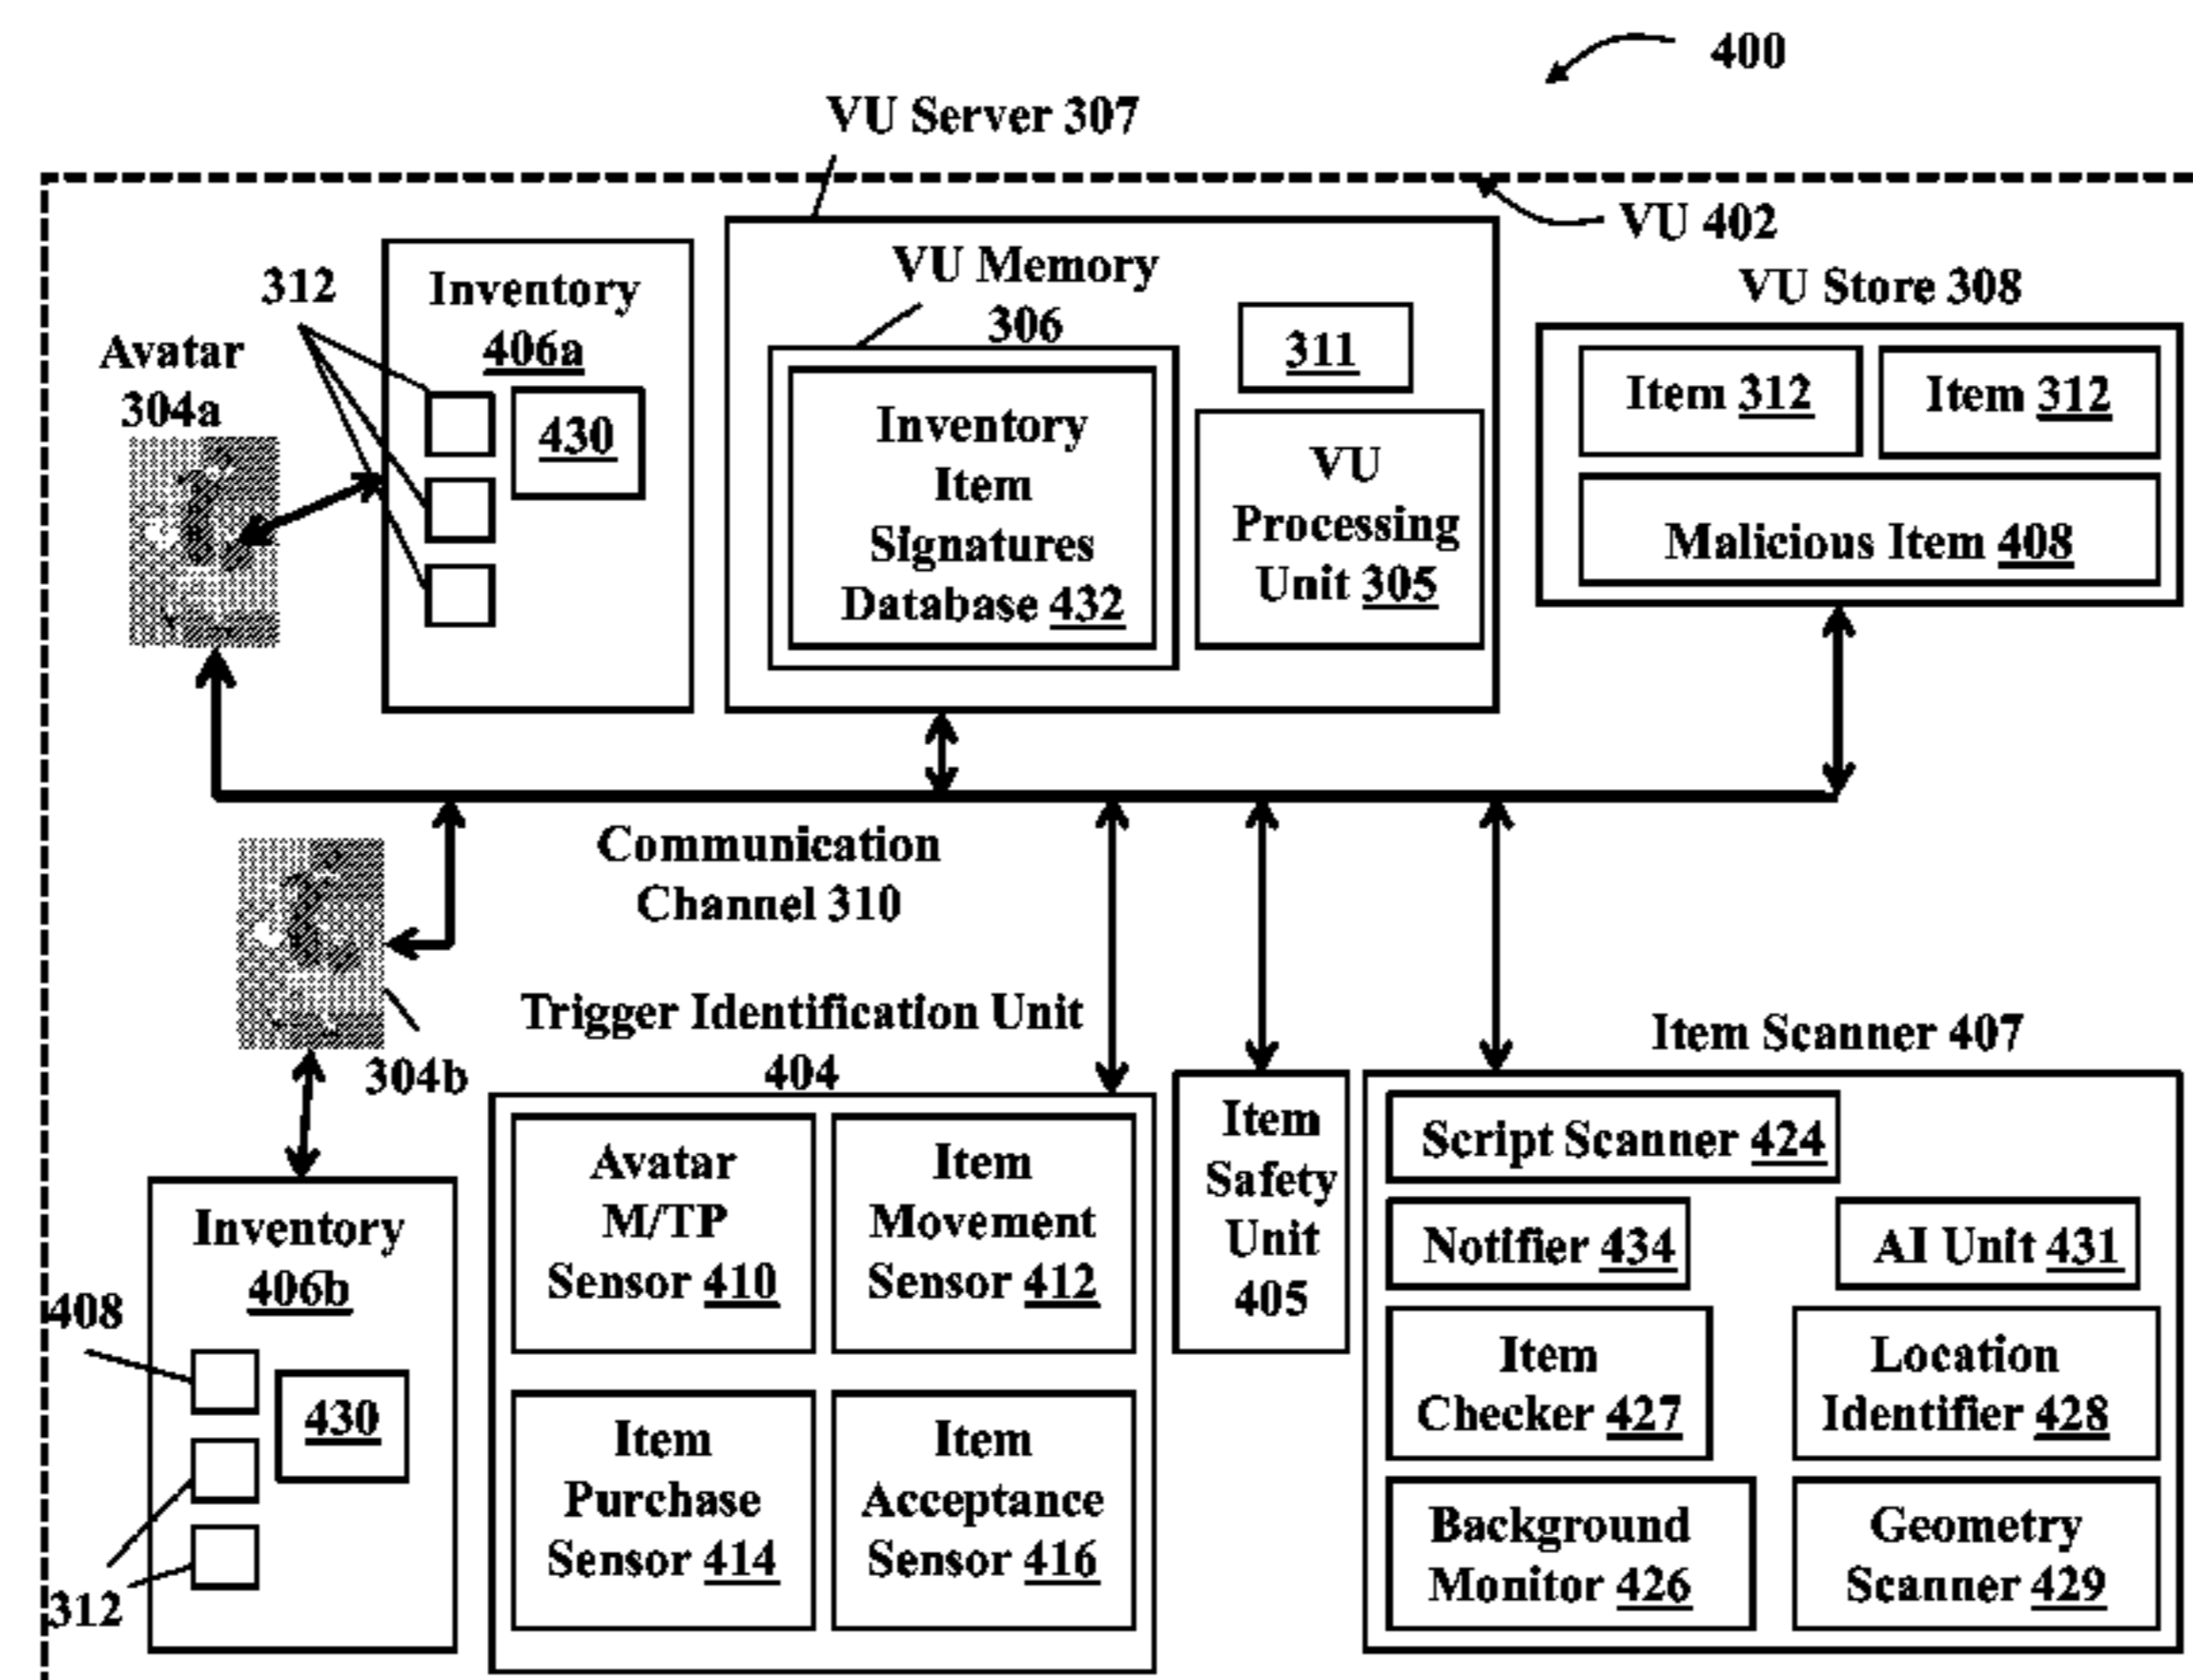 400
VU Server 307
VU 402
312
Inventory
406a
430
Avatar
304a
VU Memory
306
Inventory
Item
Signatures
Database 432
311
VU
Processing
Unit 305
VU Store 308
Item 312
Item 312
Malicious Item 408
Communication
Channel 310
304b
Trigger Identification Unit
404
Avatar
M/TP
Sensor 410
Item
Movement
Sensor 412
Item
Purchase
Sensor 414
Item
Acceptance
Sensor 416
Item
Safety
Unit
405
Item Scanner 407
Script Scanner 424
Notifier 434
AI Unit 431
Item
Checker 427
Location
Identifier 428
Background
Monitor 426
Geometry
Scanner 429
Inventory
406b
408
430
312